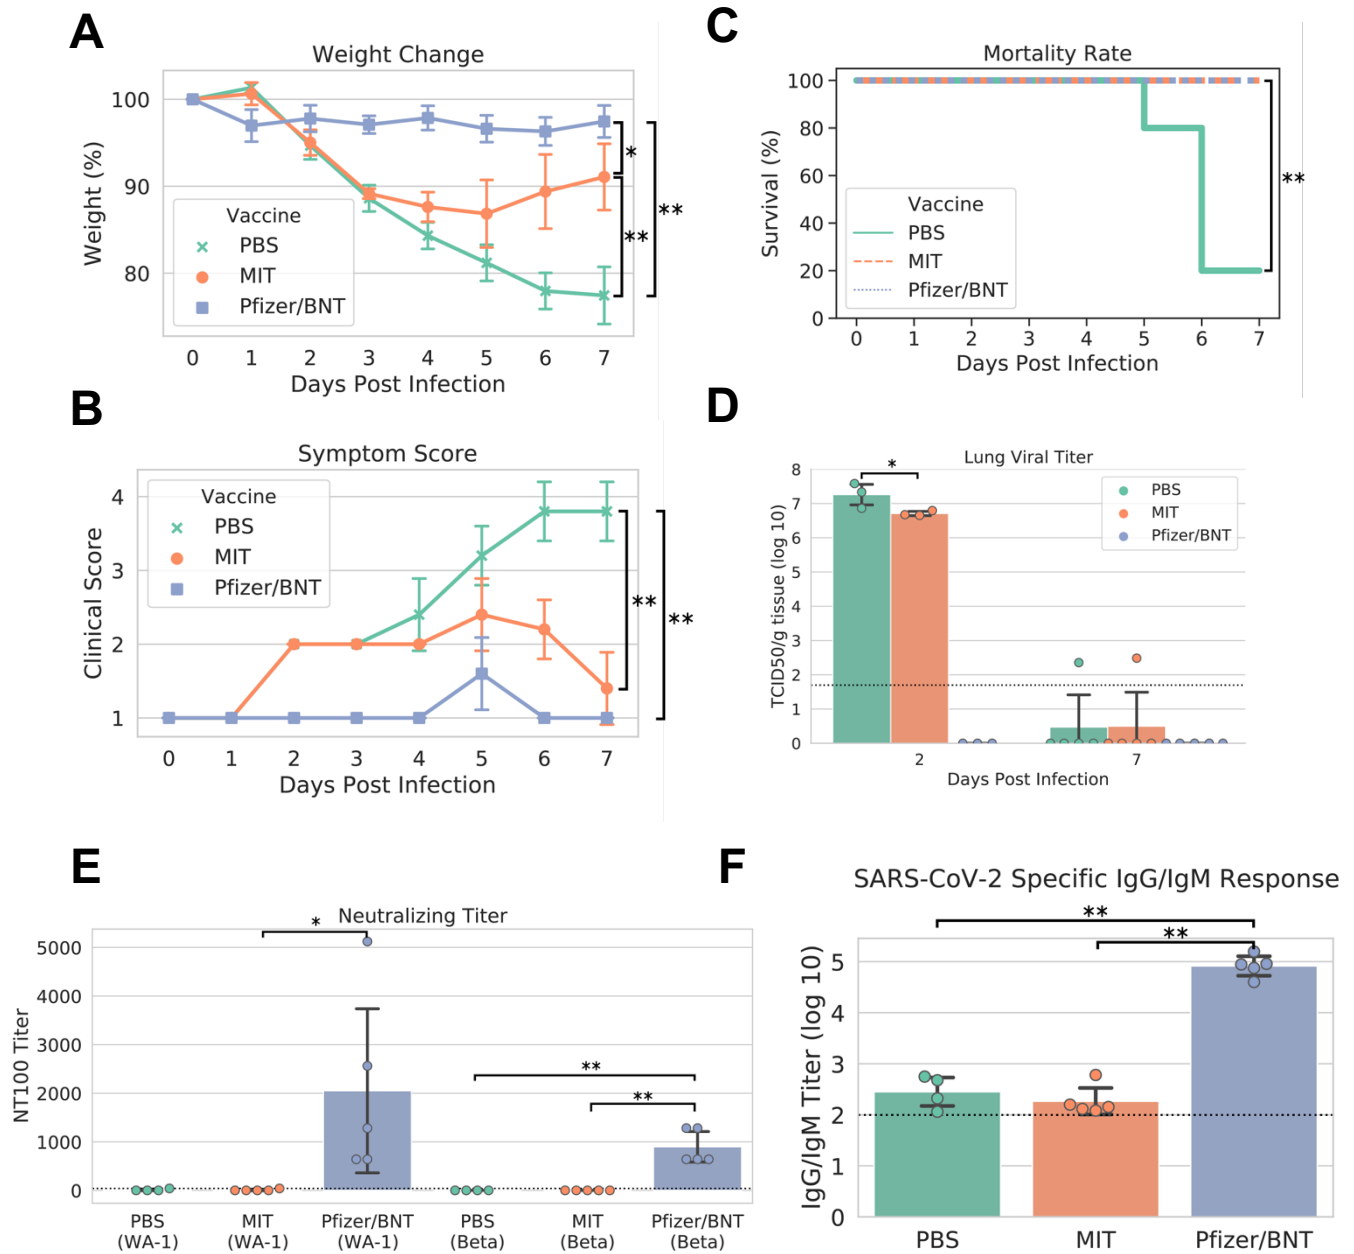 A
Weight Change
Weight (%)
100
90
80
Vaccine
PBS
MIT
Pfizer/BNT
*
**
**
0 1 2 3 4 5 6 7
Days Post Infection
B
Symptom Score
Clinical Score
4
3
2
1
Vaccine
PBS
MIT
Pfizer/BNT
**
**
0 1 2 3 4 5 6 7
Days Post Infection
C
Mortality Rate
Survival (%)
100
80
60
40
20
0
Vaccine
PBS
MIT
Pfizer/BNT
**
0 1 2 3 4 5 6 7
Days Post Infection
D
Lung Viral Titer
TCID50/g tissue (log 10)
8
7
6
5
4
3
2
1
0
*
PBS
MIT
Pfizer/BNT
2 7
Days Post Infection
E
Neutralizing Titer
NT100 Titer
5000
4000
3000
2000
1000
0
*
**
**
PBS
(WA-1)
MIT
(WA-1)
Pfizer/BNT
(WA-1)
PBS
(Beta)
MIT
(Beta)
Pfizer/BNT
(Beta)
F
SARS-CoV-2 Specific IgG/IgM Response
IgG/IgM Titer (log 10)
**
**
5
4
3
2
1
0
PBS MIT Pfizer/BNT